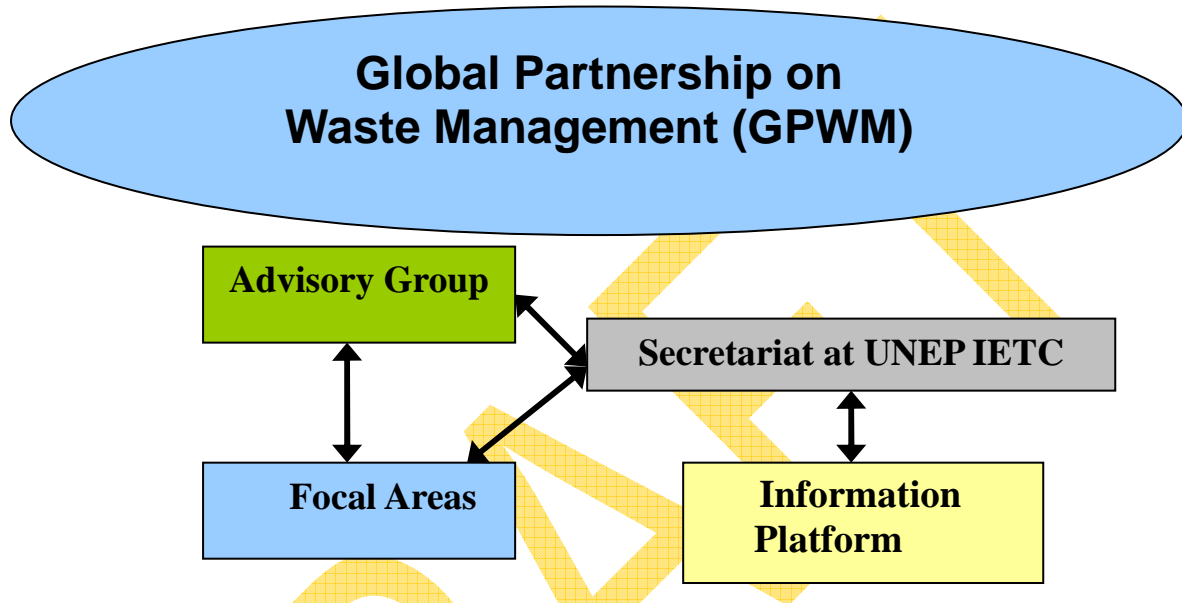 Global Partnership on
Waste Management (GPWM)
Advisory Group
Secretariat at UNEP IETC
Focal Areas
Information
Platform